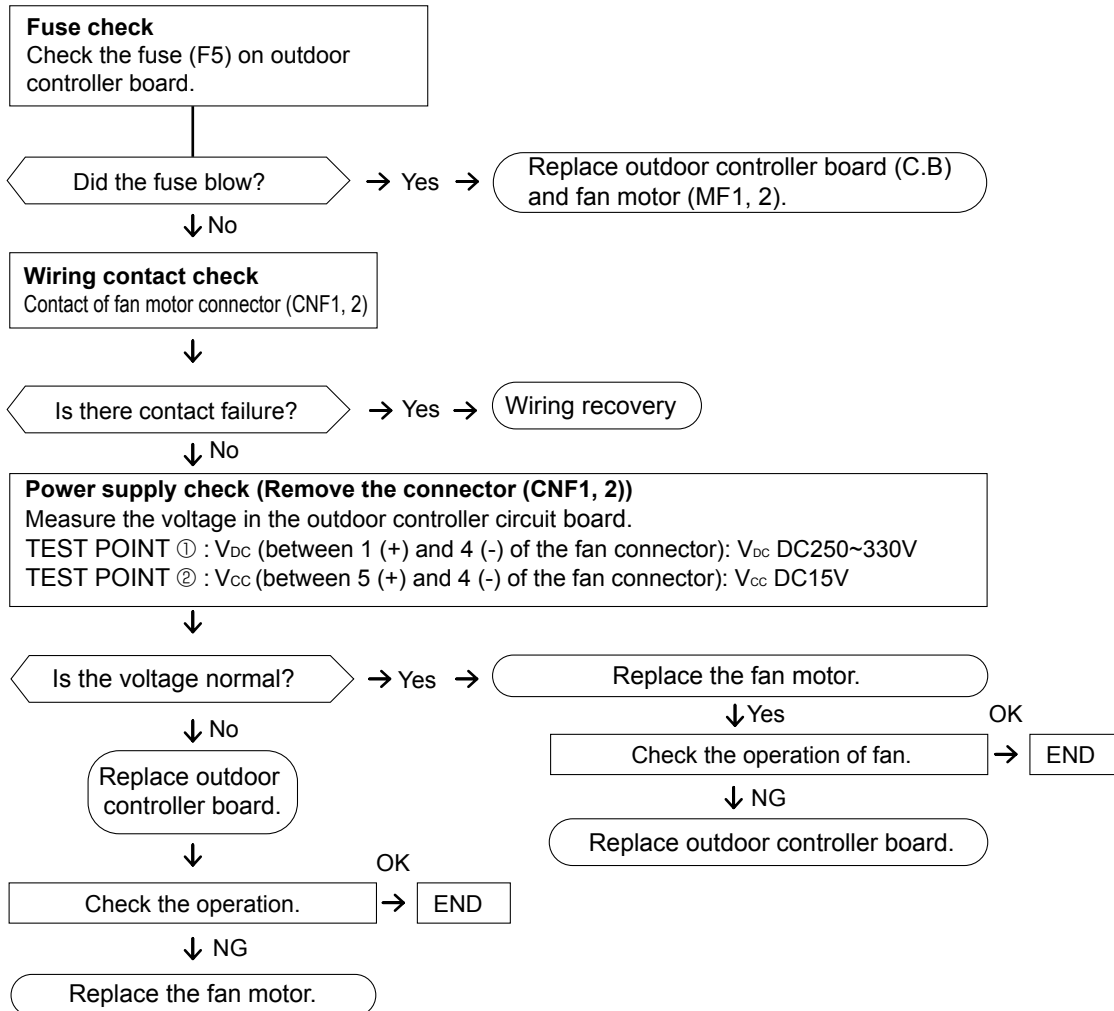 Fuse check
Check the fuse (F5) on outdoor
controller board.
Did the fuse blow?
→ Yes →
Replace outdoor controller board (C.B)
and fan motor (MF1, 2).
↓ No
Wiring contact check
Contact of fan motor connector (CNF1, 2)
↓
Is there contact failure?
→ Yes →
Wiring recovery
↓ No
Power supply check (Remove the connector (CNF1, 2))
Measure the voltage in the outdoor controller circuit board.
TEST POINT ① : VDC (between 1 (+) and 4 (-) of the fan connector): VDC DC250~330V
TEST POINT ② : VCC (between 5 (+) and 4 (-) of the fan connector): VCC DC15V
↓
Is the voltage normal?
→ Yes →
Replace the fan motor.
↓ Yes
OK
Check the operation of fan.
→
END
↓ NG
Replace outdoor controller board.
↓ No
Replace outdoor
controller board.
↓
OK
Check the operation.
→
END
↓ NG
Replace the fan motor.